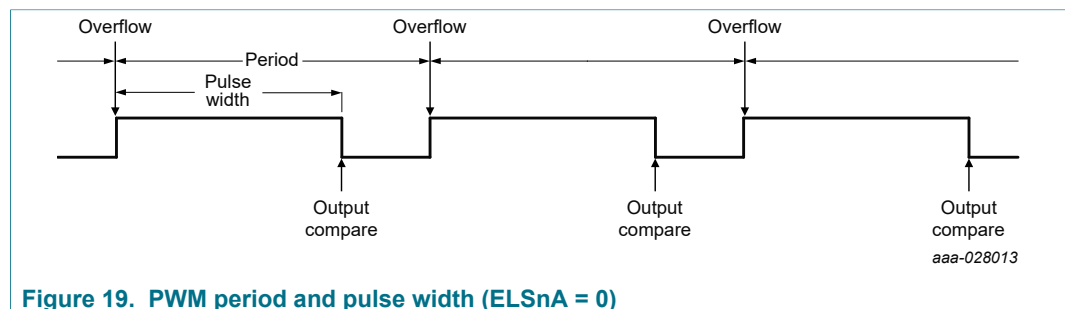 Overflow
Overflow
Overflow
Period
Pulse
width
Output
compare
Output
compare
Output
compare
aaa-028013
Figure 19. PWM period and pulse width (ELSnA = 0)